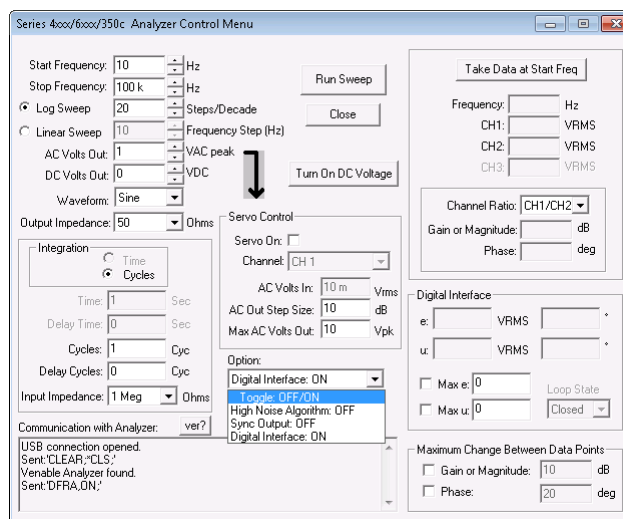 Series 4xxx/6xxx/350c Analyzer Control Menu
Start Frequency: 10 Hz
Stop Frequency: 100 k Hz
Log Sweep 20 Steps/Decade
Linear Sweep 10 Frequency Step (Hz)
AC Volts Out: 1 VAC peak
DC Volts Out: 0 VDC
Waveform: Sine
Output Impedance: 50 Ohms
Integration
Time
Cycles
Time: 1 Sec
Delay Time: 0 Sec
Cycles: 1 Cyc
Delay Cycles: 0 Cyc
Input Impedance: 1 Meg Ohms
Communication with Analyzer: ver?
USB connection opened.
Sent:'CLEAR;*CLS;'
Venable Analyzer found.
Sent:'DFRA,ON;'
Run Sweep
Close
Turn On DC Voltage
Servo Control
Servo On:
Channel: CH 1
AC Volts In: 10 m Vrms
AC Out Step Size: 10 dB
Max AC Volts Out: 10 Vpk
Option:
Digital Interface: ON
Toggle: OFF/ON
High Noise Algorithm: OFF
Sync Output: OFF
Digital Interface: ON
Take Data at Start Freq
Frequency: Hz
CH1: VRMS
CH2: VRMS
CH3: VRMS
Channel Ratio: CH1/CH2
Gain or Magnitude: dB
Phase: deg
Digital Interface
e: VRMS °
u: VRMS °
Max e: 0
Max u: 0
Loop State
Closed
Maximum Change Between Data Points
Gain or Magnitude: 10 dB
Phase: 20 deg